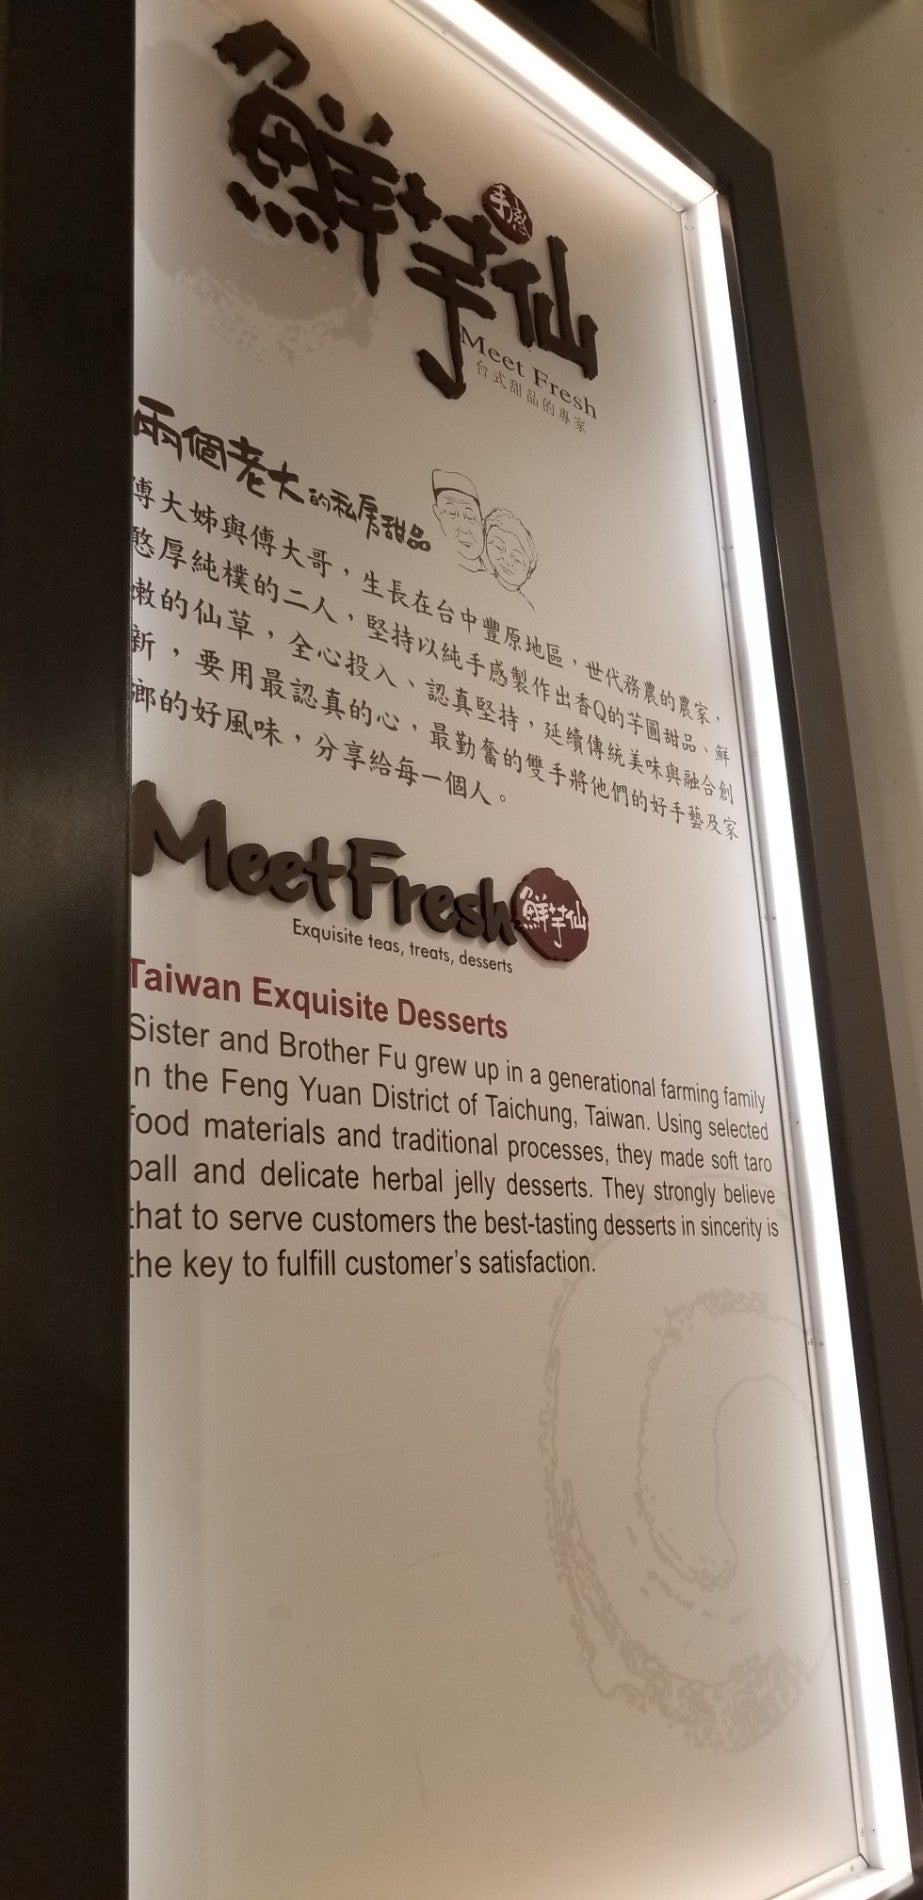 鮮芋仙
手感
Meet Fresh
台式甜品的專家
兩個老大的私房甜品
傅大姊與傅大哥，生長在台中豐原地區，世代務農的農家，
憨厚純樸的二人，堅持以純手感製作出香Q的芋圓甜品、鮮
嫩的仙草，全心投入、認真堅持，延續傳統美味與融合創
新，要用最認真的心，最勤奮的雙手將他們的好手藝及家
鄉的好風味，分享給每一個人。
MeetFresh 鮮芋仙
Exquisite teas, treats, desserts
Taiwan Exquisite Desserts
Sister and Brother Fu grew up in a generational farming family
in the Feng Yuan District of Taichung, Taiwan. Using selected
food materials and traditional processes, they made soft taro
ball and delicate herbal jelly desserts. They strongly believe
that to serve customers the best-tasting desserts in sincerity is
the key to fulfill customer's satisfaction.